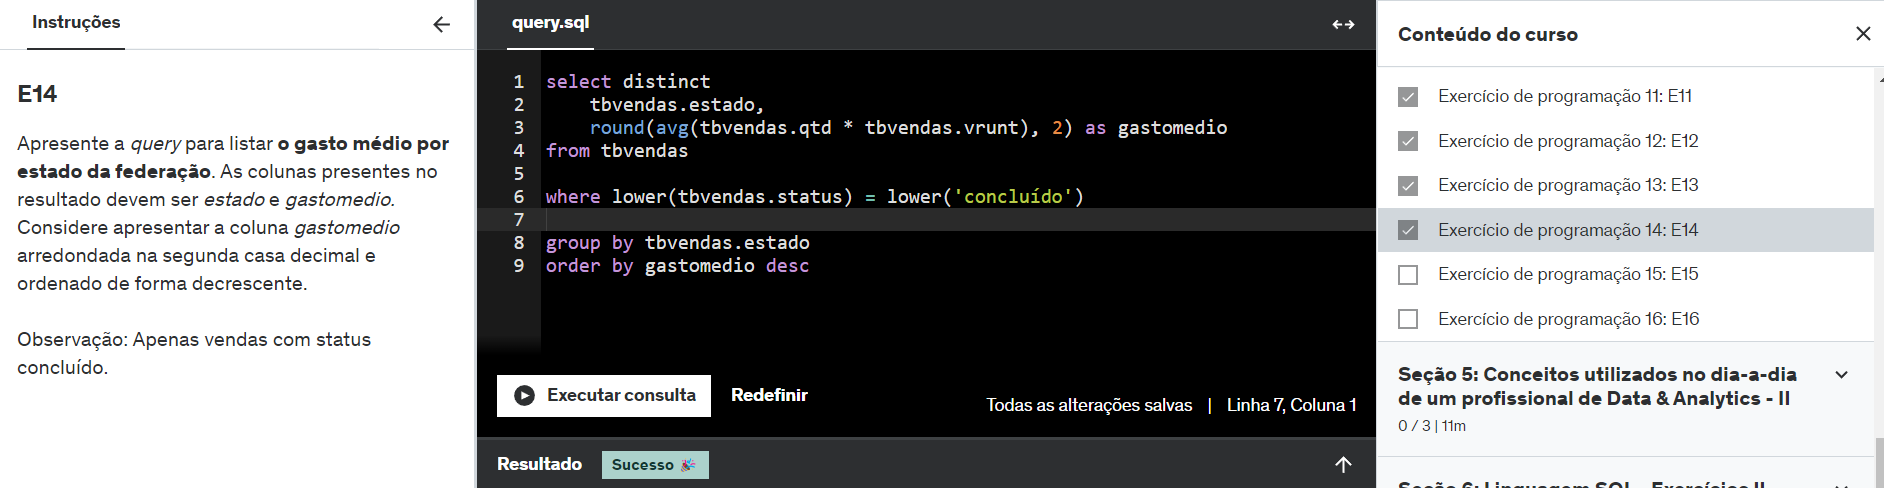 Instruções
E14
Apresente a query para listar o gasto médio por
estado da federação. As colunas presentes no
resultado devem ser estado e gastomedio.
Considere apresentar a coluna gastomedio
arredondada na segunda casa decimal e
ordenado de forma decrescente.
Observação: Apenas vendas com status
concluído.
query.sql
1 select distinct
2 tbvendas.estado,
3 round(avg(tbvendas.qtd * tbvendas.vrunt), 2) as gastomedio
4 from tbvendas
5
6 where lower(tbvendas.status) = lower('concluído')
7
8 group by tbvendas.estado
9 order by gastomedio desc
Executar consulta
Redefinir
Todas as alterações salvas | Linha 7, Coluna 1
Resultado
Sucesso 🎉
Conteúdo do curso
Exercício de programação 11: E11
Exercício de programação 12: E12
Exercício de programação 13: E13
Exercício de programação 14: E14
Exercício de programação 15: E15
Exercício de programação 16: E16
Seção 5: Conceitos utilizados no dia-a-dia
de um profissional de Data & Analytics - II
0 / 3 | 11m
Seção 6: Linguagem SQL - Exercícios II